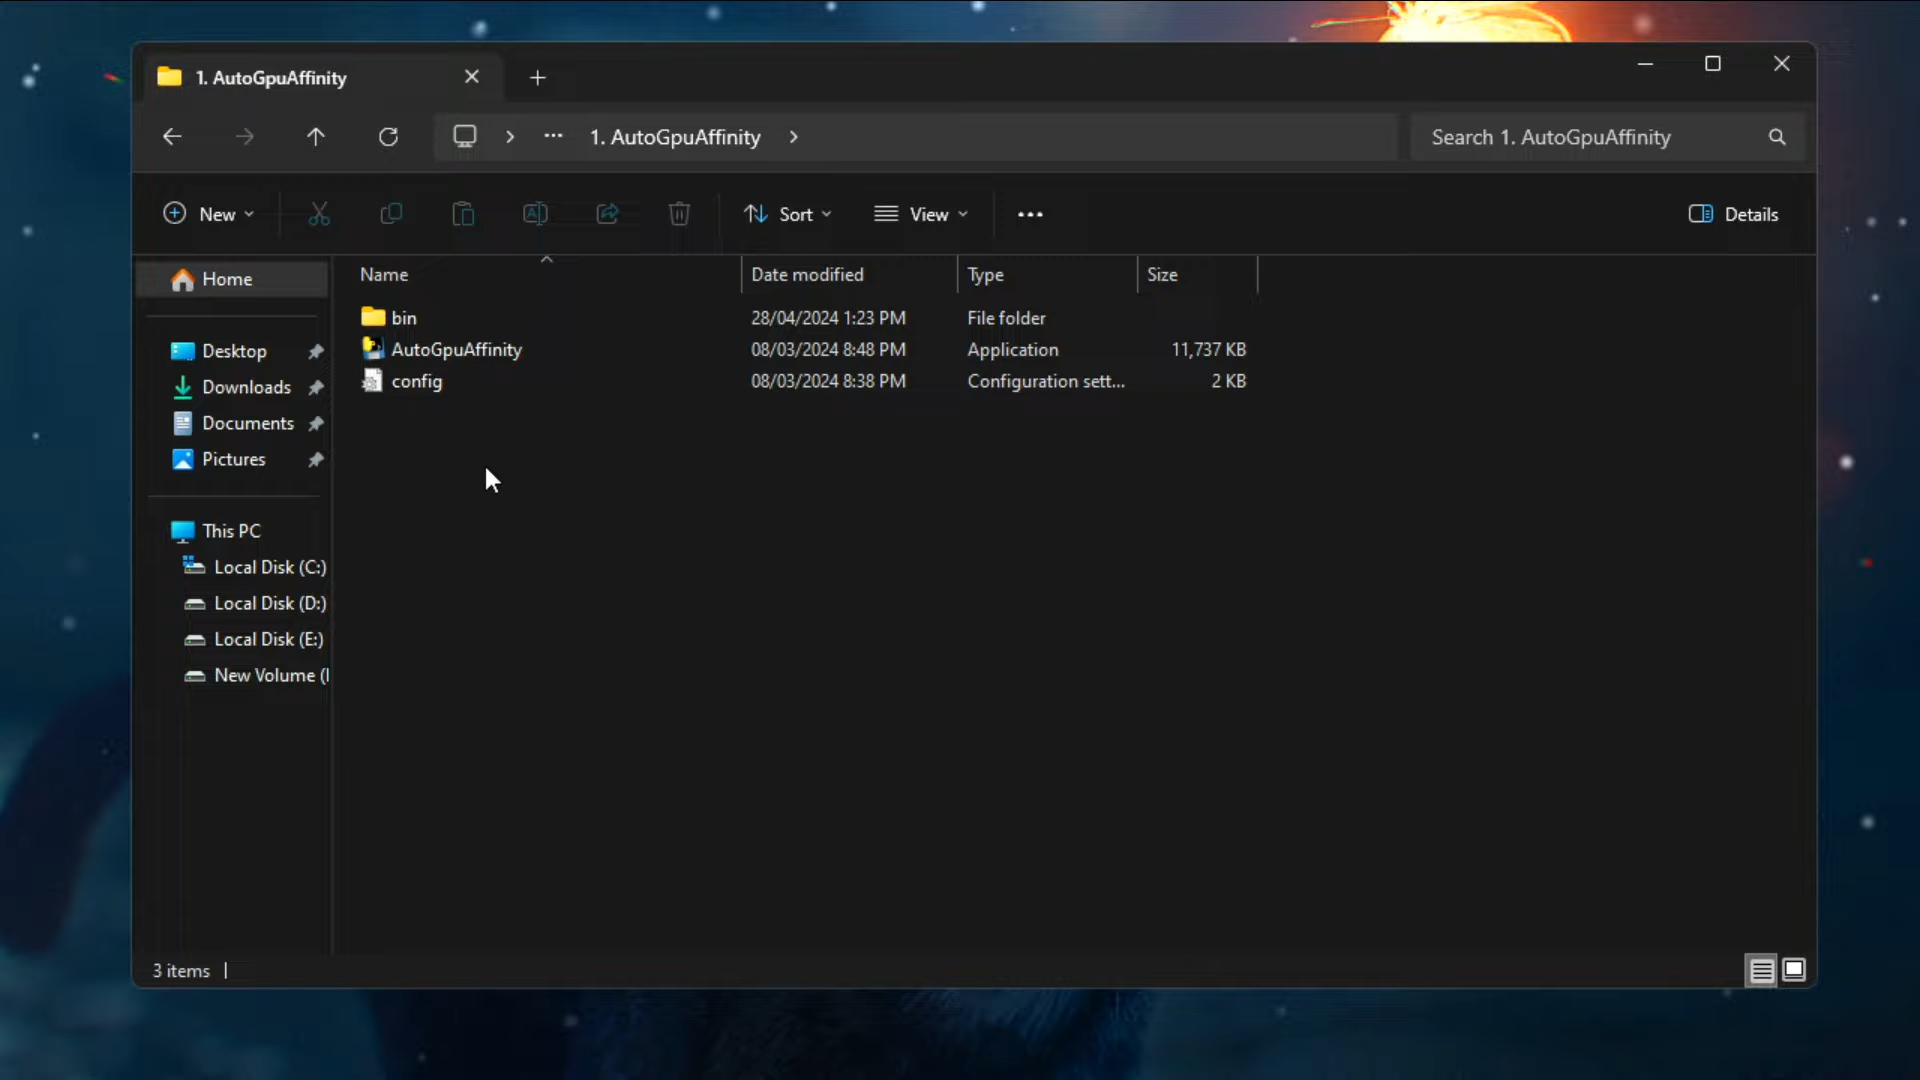 1. AutoGpuAffinity
1. AutoGpuAffinity
Search 1. AutoGpuAffinity
New
Sort
View
Details
Name
Date modified
Type
Size
Home
bin
28/04/2024 1:23 PM
File folder
AutoGpuAffinity
08/03/2024 8:48 PM
Application
11,737 KB
config
08/03/2024 8:38 PM
Configuration sett...
2 KB
Desktop
Downloads
Documents
Pictures
This PC
Local Disk (C:)
Local Disk (D:)
Local Disk (E:)
New Volume (
3 items